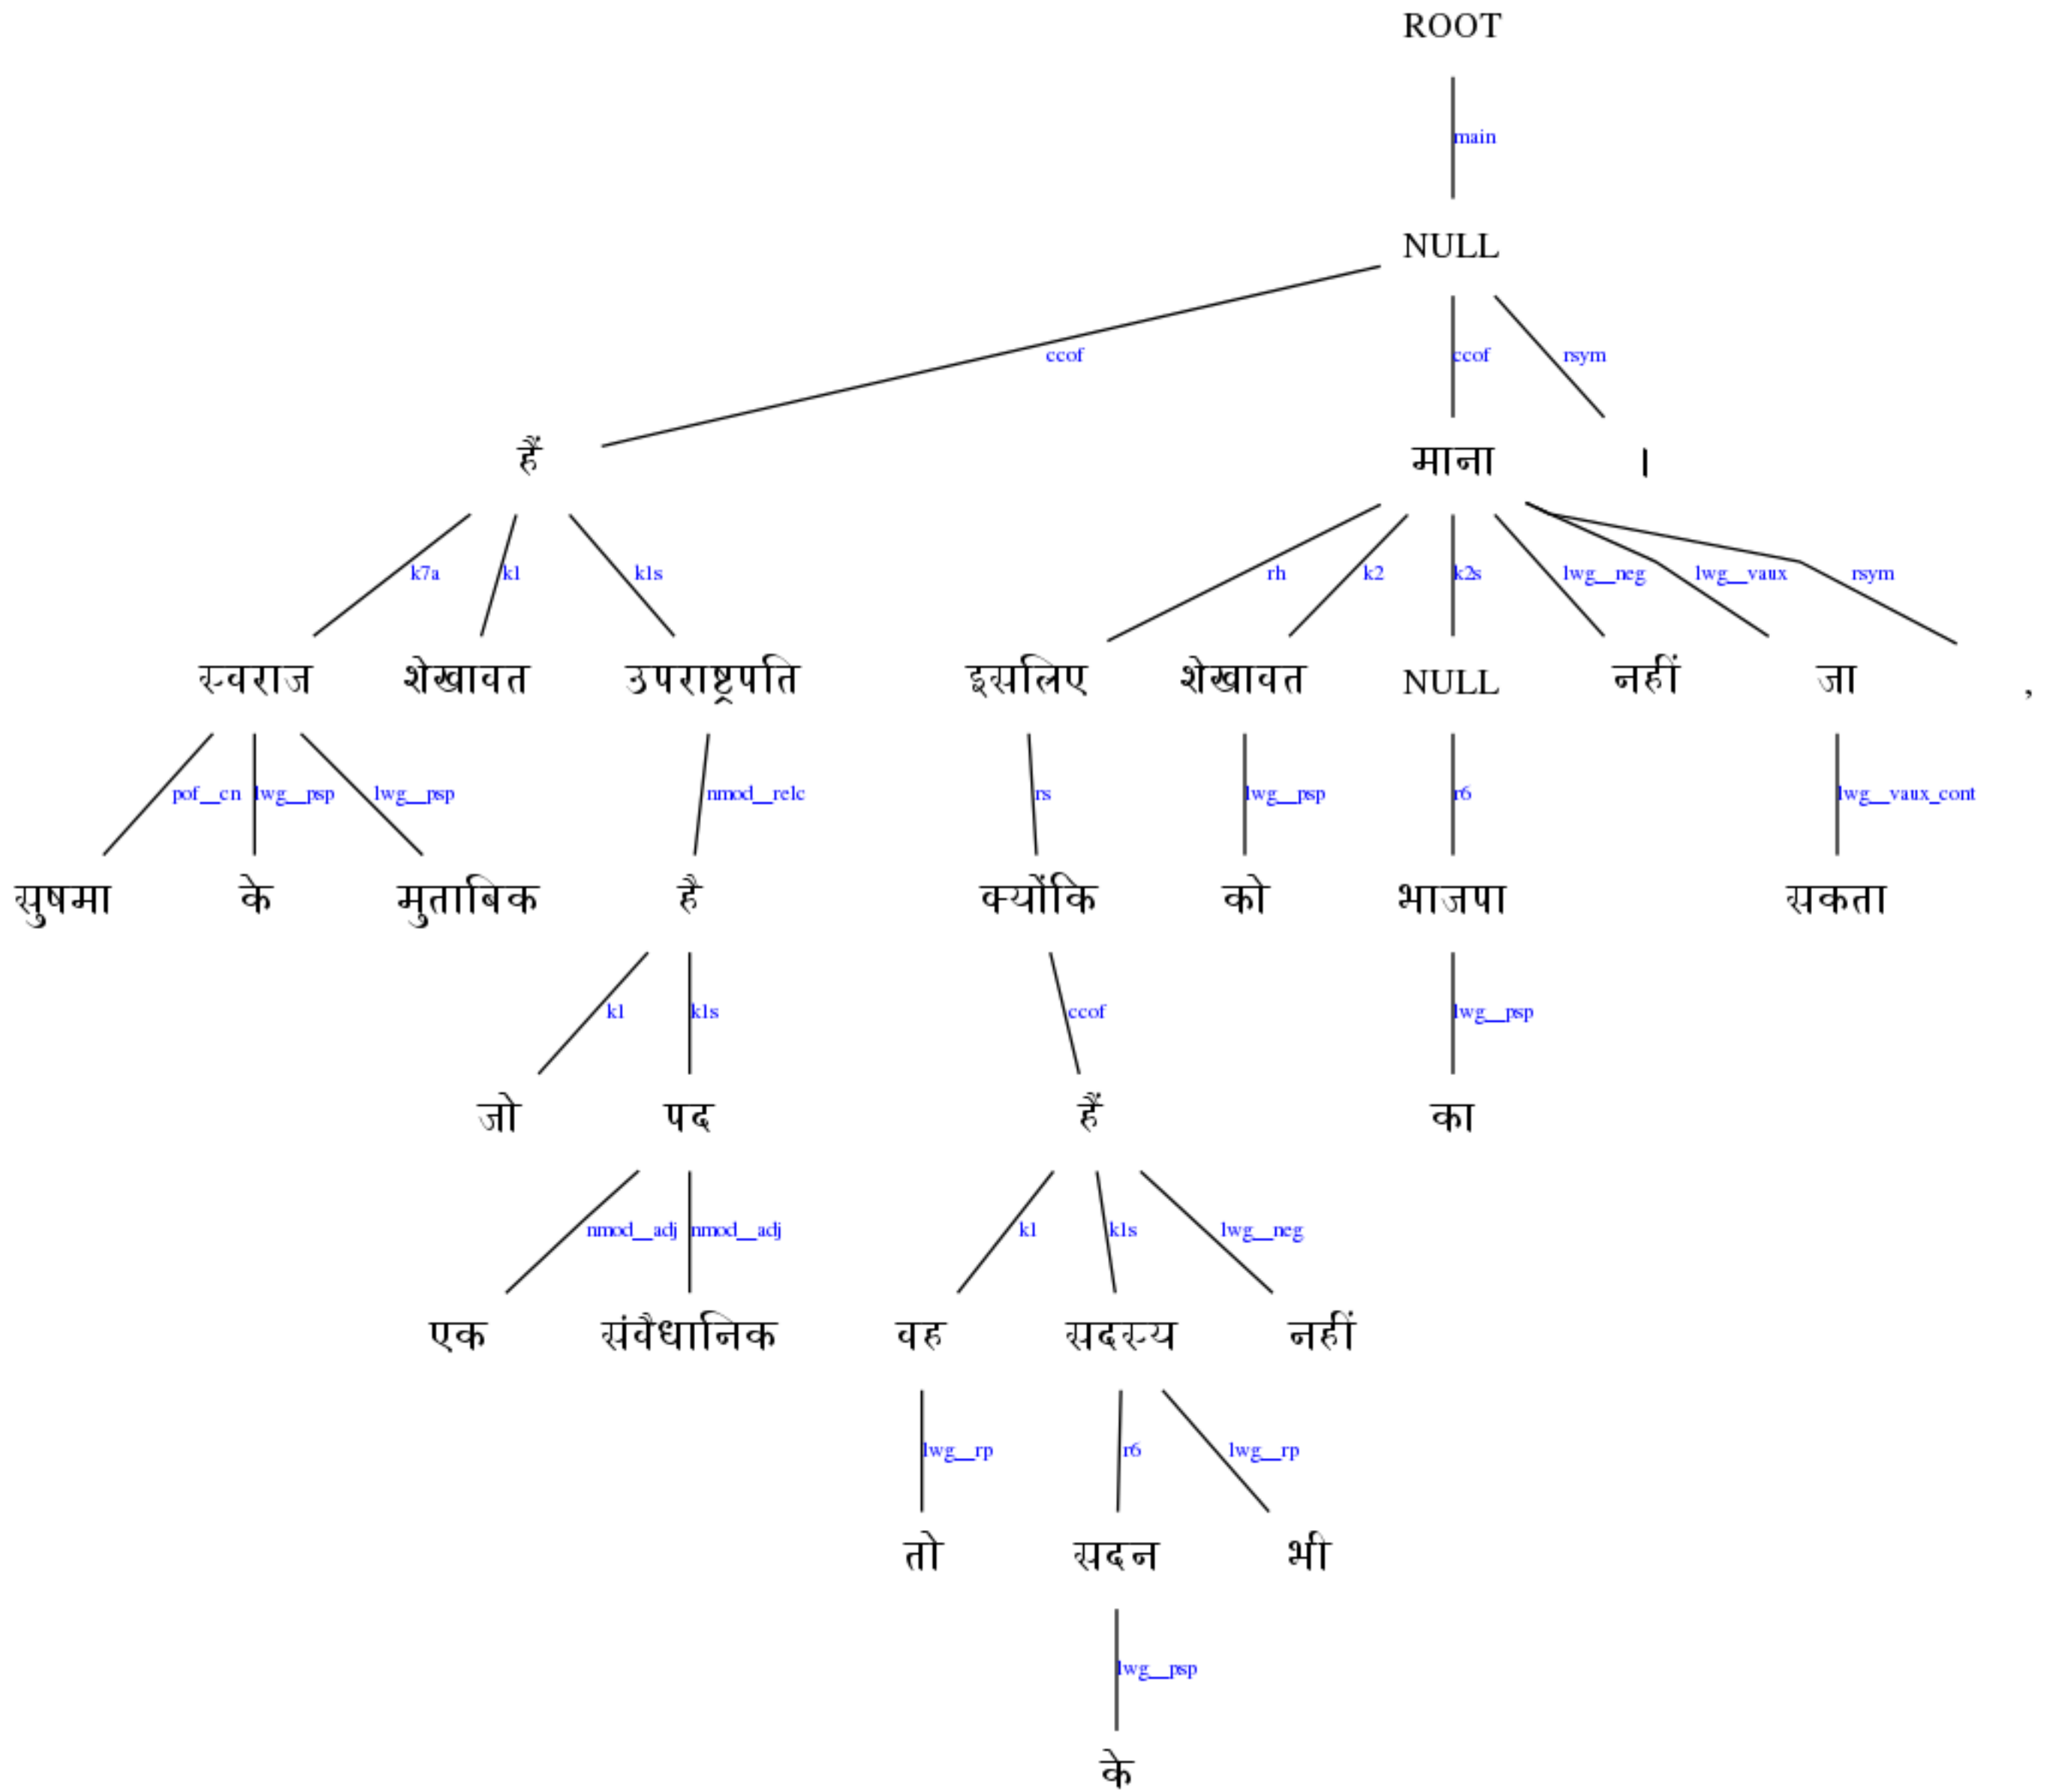 ROOT
main
NULL
ccof ccof rsym
हैं माना ।
k7a k1 k1s rh k2 k2s lwg__neg lwg__vaux rsym
स्वराज शेखावत उपराष्ट्रपति इसलिए शेखावत NULL नहीं जा ,
pof__cn lwg__psp lwg__psp nmod__relc rs lwg__psp r6 lwg__vaux_cont
सुषमा के मुताबिक है क्योंकि को भाजपा सकता
k1 k1s ccof lwg__psp
जो पद हैं का
nmod__adj nmod__adj k1 k1s lwg__neg
एक संवैधानिक वह सदस्य नहीं
lwg__rp r6 lwg__rp
तो सदन भी
lwg__psp
के